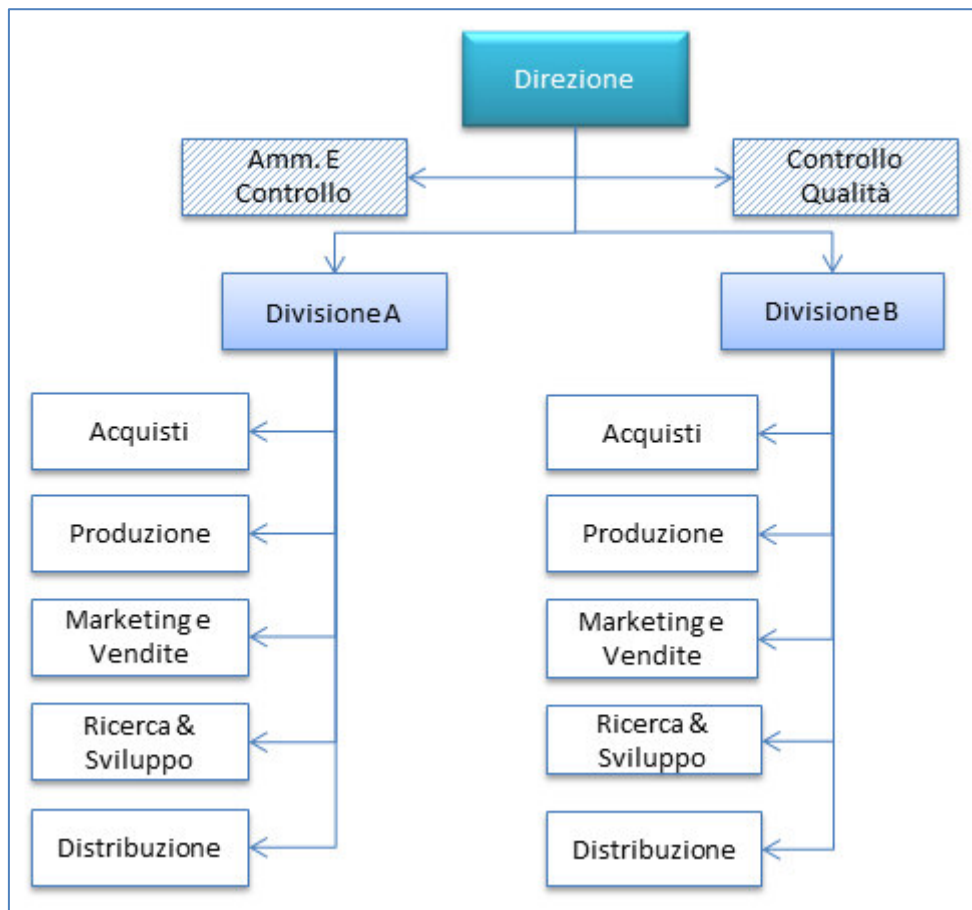 Direzione
Amm. E
Controllo
Controllo
Qualità
Divisione A
Divisione B
Acquisti
Produzione
Marketing e
Vendite
Ricerca &
Sviluppo
Distribuzione
Acquisti
Produzione
Marketing e
Vendite
Ricerca &
Sviluppo
Distribuzione